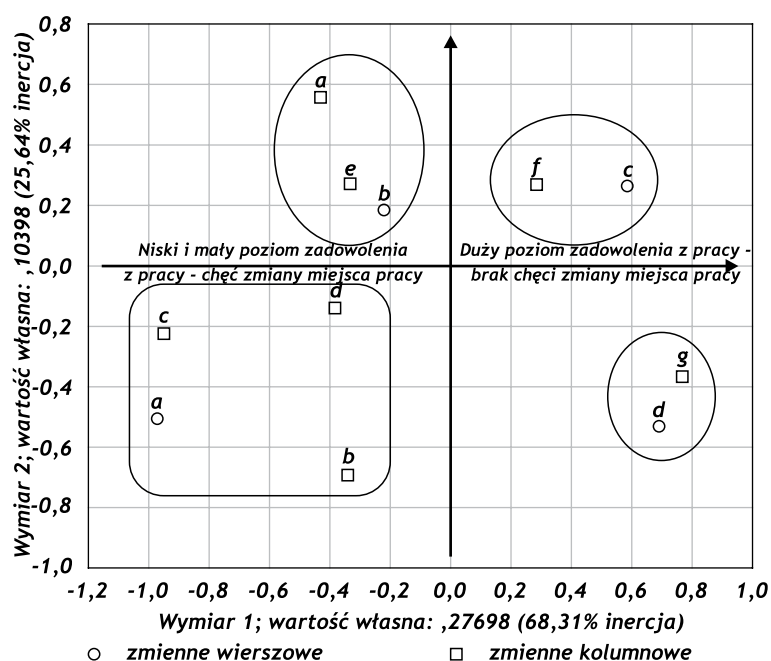 0,8
0,6
0,4
0,2
0,0
-0,2
-0,4
-0,6
-0,8
-1,0
Wymiar 2; wartość własna: ,10398 (25,64% inercja)
a
e
b
f
c
Niski i mały poziom zadowolenia
z pracy - chęć zmiany miejsca pracy
Duży poziom zadowolenia z pracy -
brak chęci zmiany miejsca pracy
d
c
a
b
g
d
-1,2 -1,0 -0,8 -0,6 -0,4 -0,2 0,0 0,2 0,4 0,6 0,8 1,0
Wymiar 1; wartość własna: ,27698 (68,31% inercja)
zmienne wierszowe zmienne kolumnowe